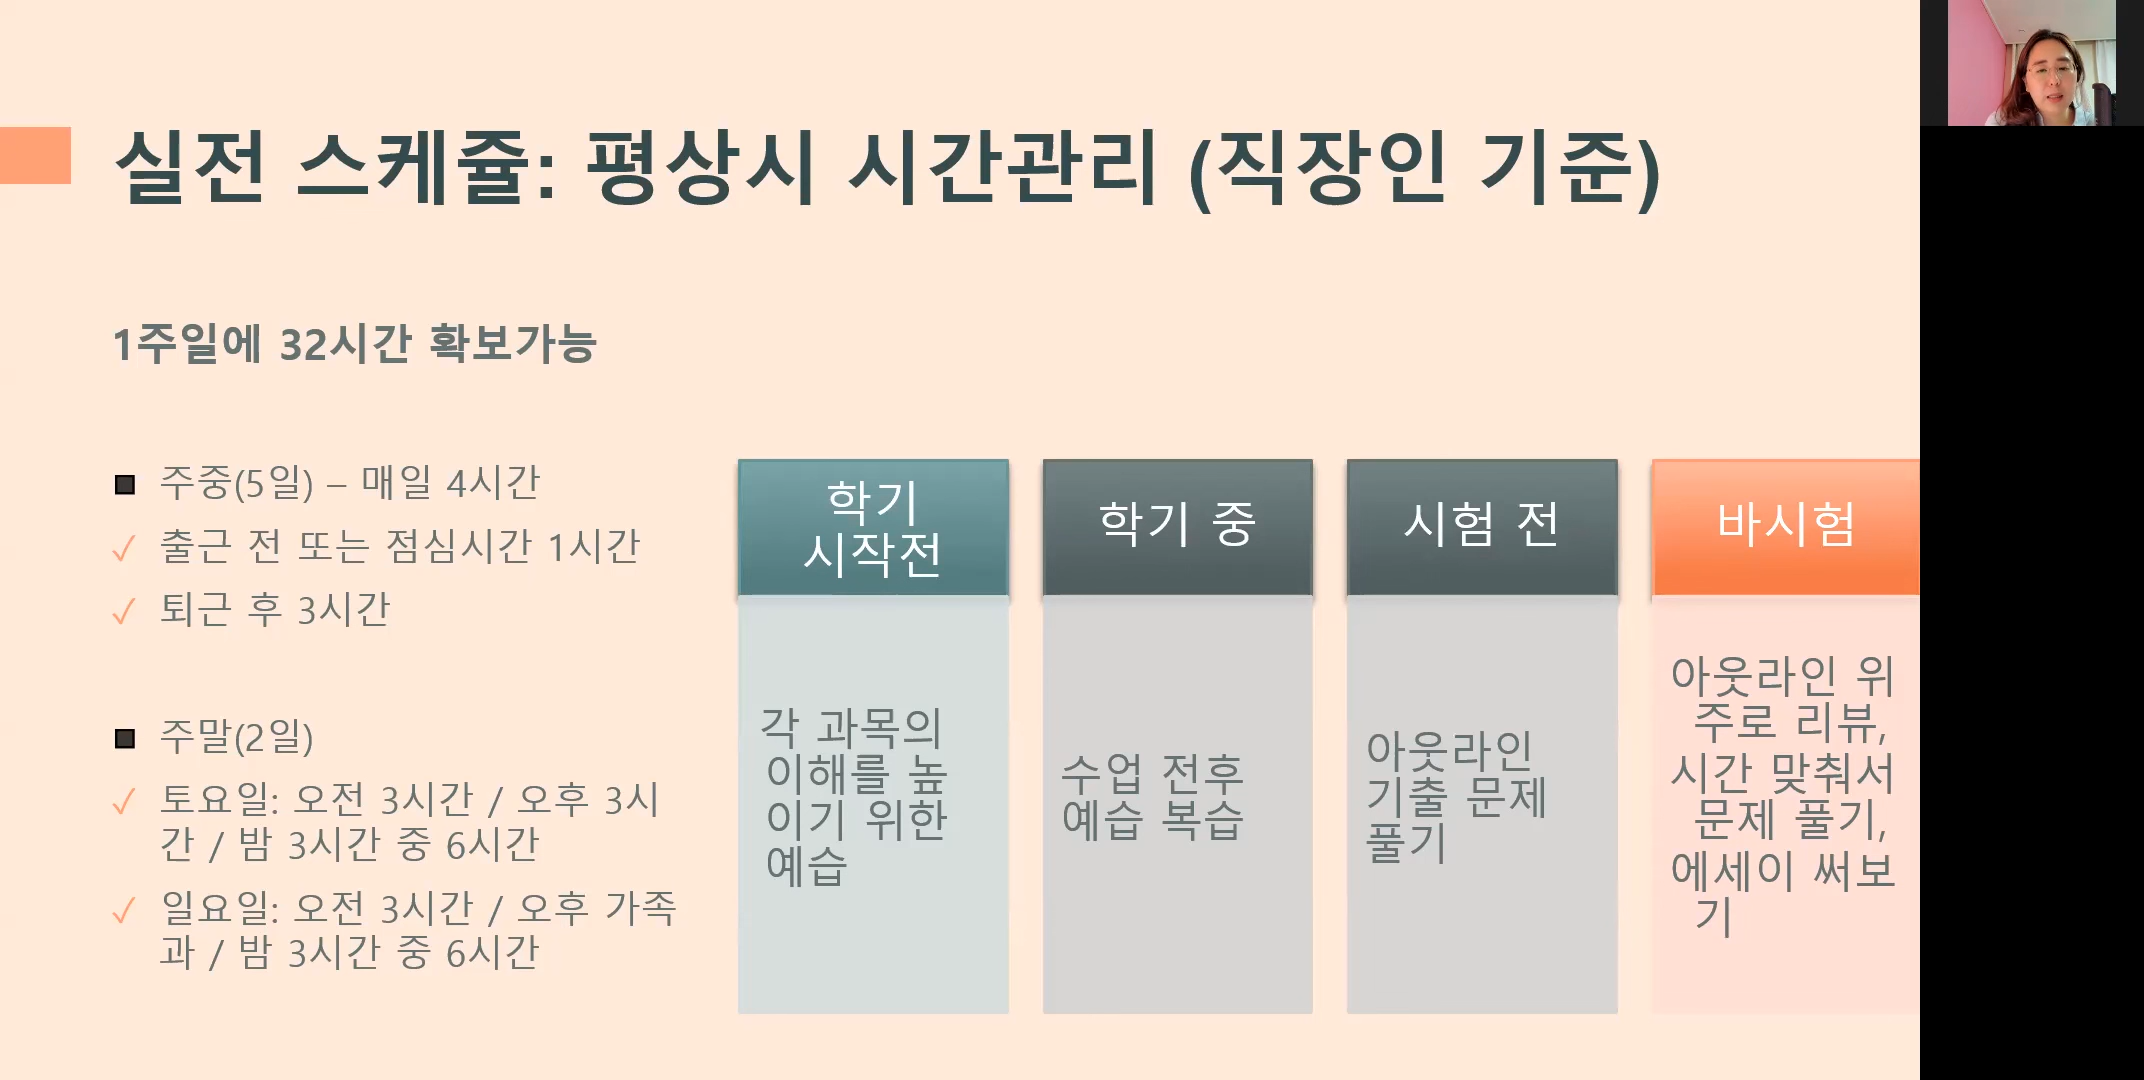 실전 스케쥴: 평상시 시간관리 (직장인 기준)
1주일에 32시간 확보가능
주중(5일) – 매일 4시간
출근 전 또는 점심시간 1시간
퇴근 후 3시간
주말(2일)
토요일: 오전 3시간 / 오후 3시
간 / 밤 3시간 중 6시간
일요일: 오전 3시간 / 오후 가족
과 / 밤 3시간 중 6시간
학기
시작전
각 과목의
이해를 높
이기 위한
예습
학기 중
수업 전후
예습 복습
시험 전
아웃라인
기출 문제
풀기
바시험
아웃라인 위
주로 리뷰,
시간 맞춰서
문제 풀기,
에세이 써보
기